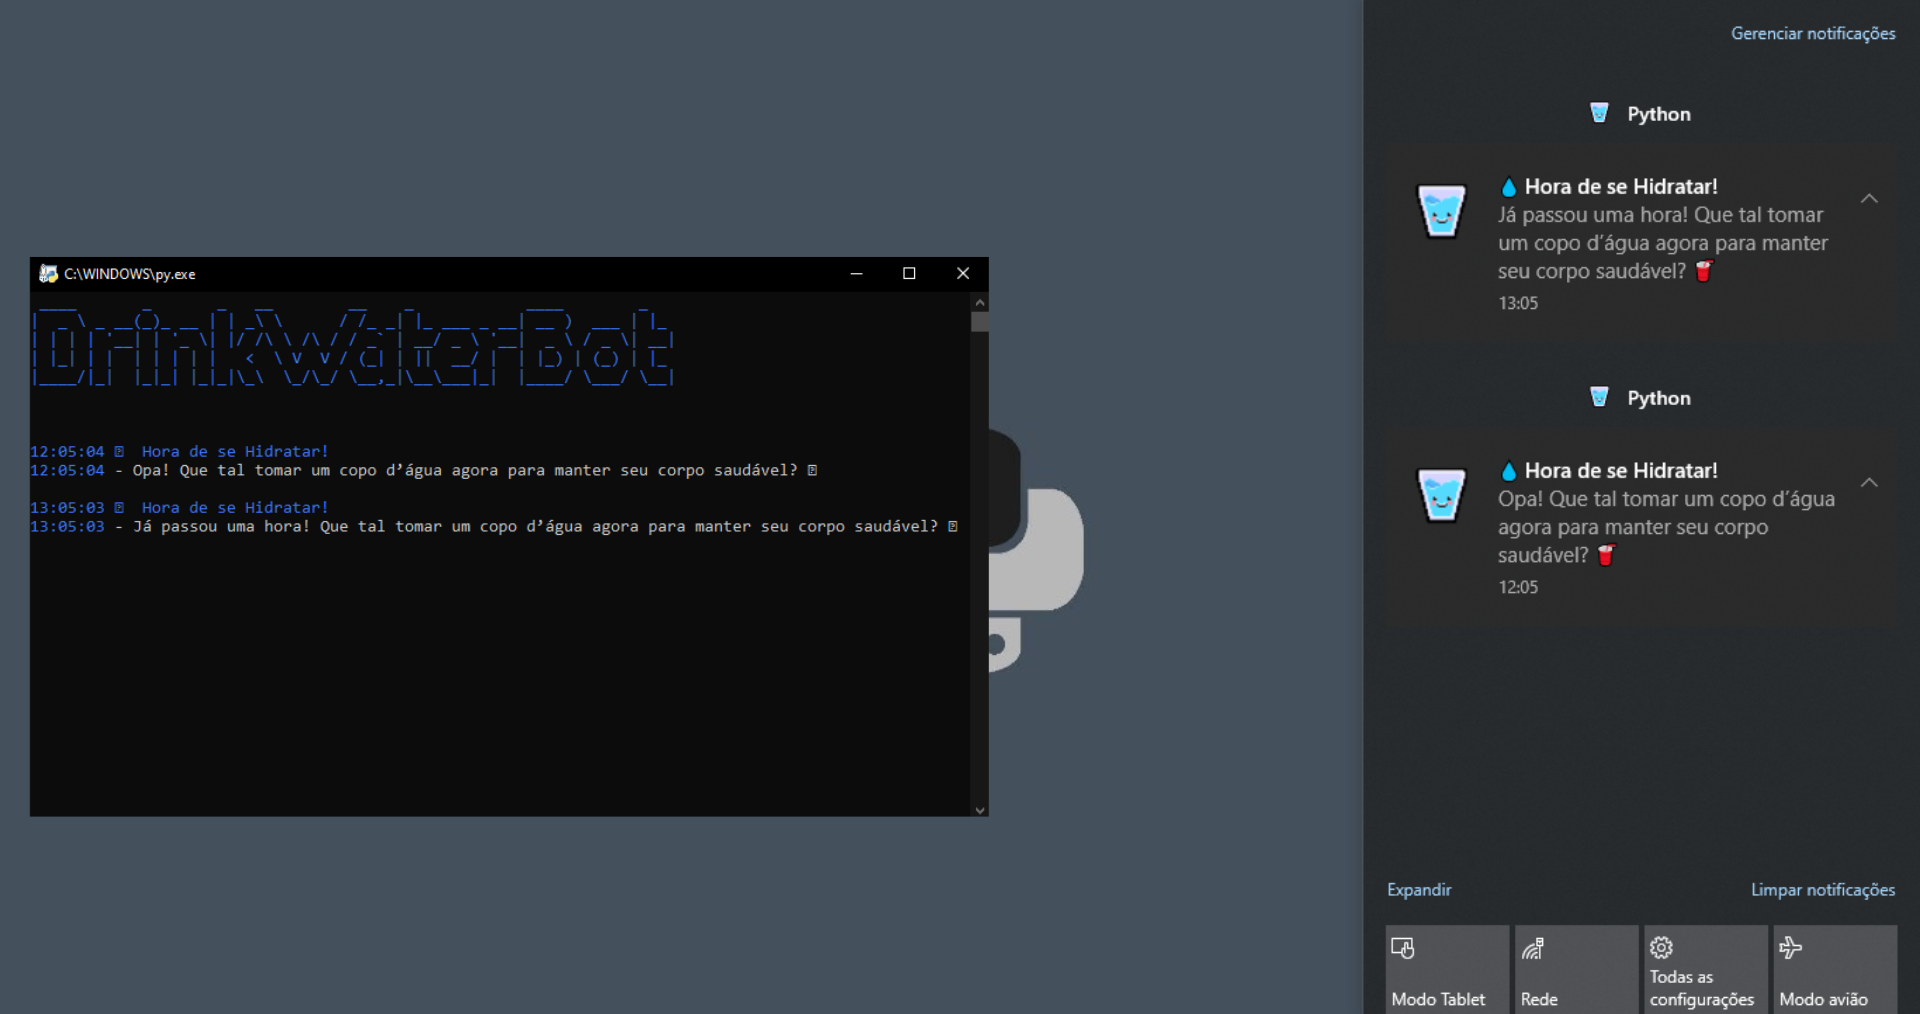 C:\WINDOWS\py.exe
DrinkWaterBot
12:05:04 Hora de se Hidratar!
12:05:04 - Opa! Que tal tomar um copo d’água agora para manter seu corpo saudável?
13:05:03 Hora de se Hidratar!
13:05:03 - Já passou uma hora! Que tal tomar um copo d’água agora para manter seu corpo saudável?
Gerenciar notificações
Python
💧 Hora de se Hidratar!
Já passou uma hora! Que tal tomar
um copo d’água agora para manter
seu corpo saudável? 🥤
13:05
Python
💧 Hora de se Hidratar!
Opa! Que tal tomar um copo d’água
agora para manter seu corpo
saudável? 🥤
12:05
Expandir
Limpar notificações
Modo Tablet
Rede
Todas as
configurações
Modo avião